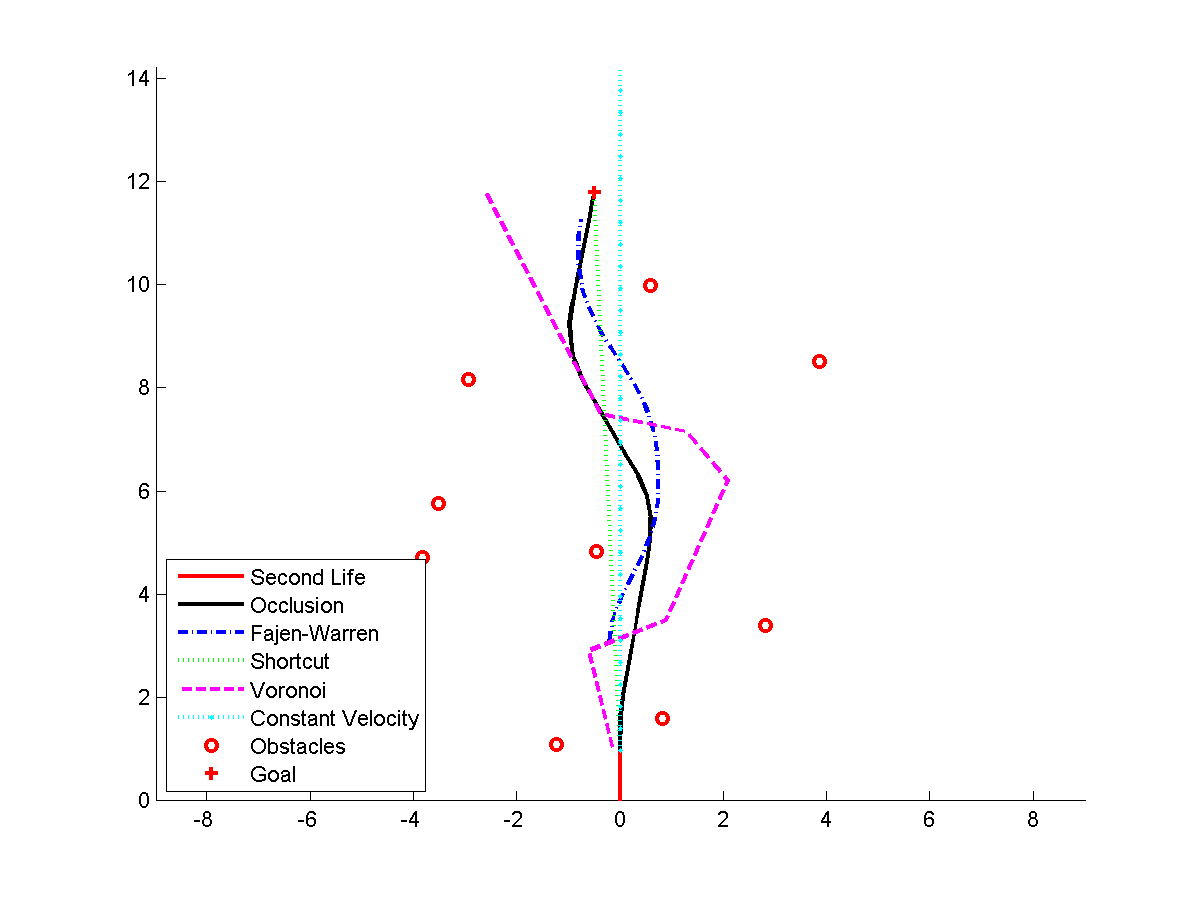 14
12
10
8
6
4
2
0
Second Life
Occlusion
Fajen-Warren
Shortcut
Voronoi
Constant Velocity
Obstacles
Goal
-8 -6 -4 -2 0 2 4 6 8